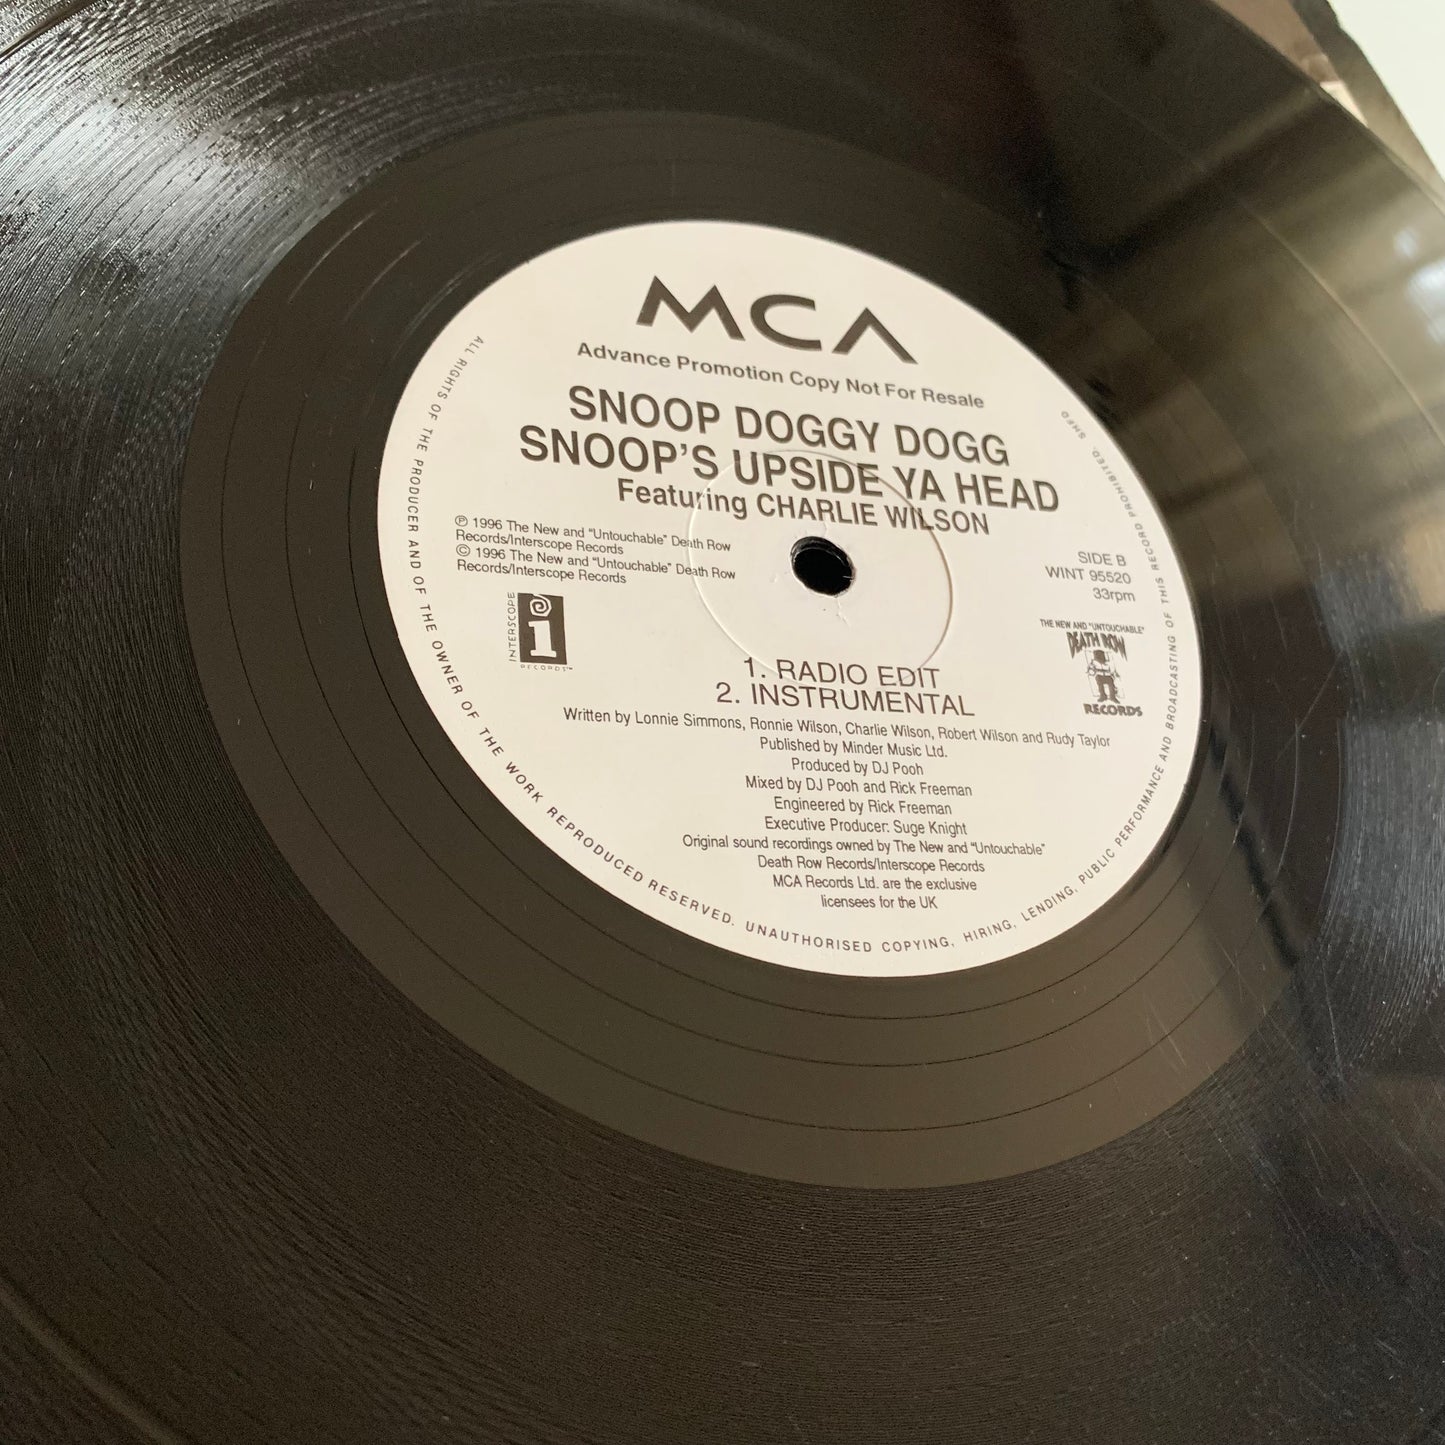 MCA
Advance Promotion Copy Not For Resale
SNOOP DOGGY DOGG
SNOOP'S UPSIDE YA HEAD
Featuring CHARLIE WILSON
℗ 1996 The New and “Untouchable” Death Row
Records/Interscope Records
© 1996 The New and “Untouchable” Death Row
Records/Interscope Records
SIDE B
WINT 95520
33rpm
INTERSCOPE
i
RECORDS™
THE NEW AND "UNTOUCHABLE"
DEATH ROW
RECORDS
1. RADIO EDIT
2. INSTRUMENTAL
Written by Lonnie Simmons, Ronnie Wilson, Charlie Wilson, Robert Wilson and Rudy Taylor
Published by Minder Music Ltd.
Produced by DJ Pooh
Mixed by DJ Pooh and Rick Freeman
Engineered by Rick Freeman
Executive Producer: Suge Knight
Original sound recordings owned by The New and “Untouchable”
Death Row Records/Interscope Records
MCA Records Ltd. are the exclusive
licensees for the UK
ALL RIGHTS OF THE PRODUCER AND OF THE OWNER OF THE WORK REPRODUCED RESERVED. UNAUTHORISED COPYING, HIRING, LENDING, PUBLIC PERFORMANCE AND BROADCASTING OF THIS RECORD PROHIBITED. SHFO